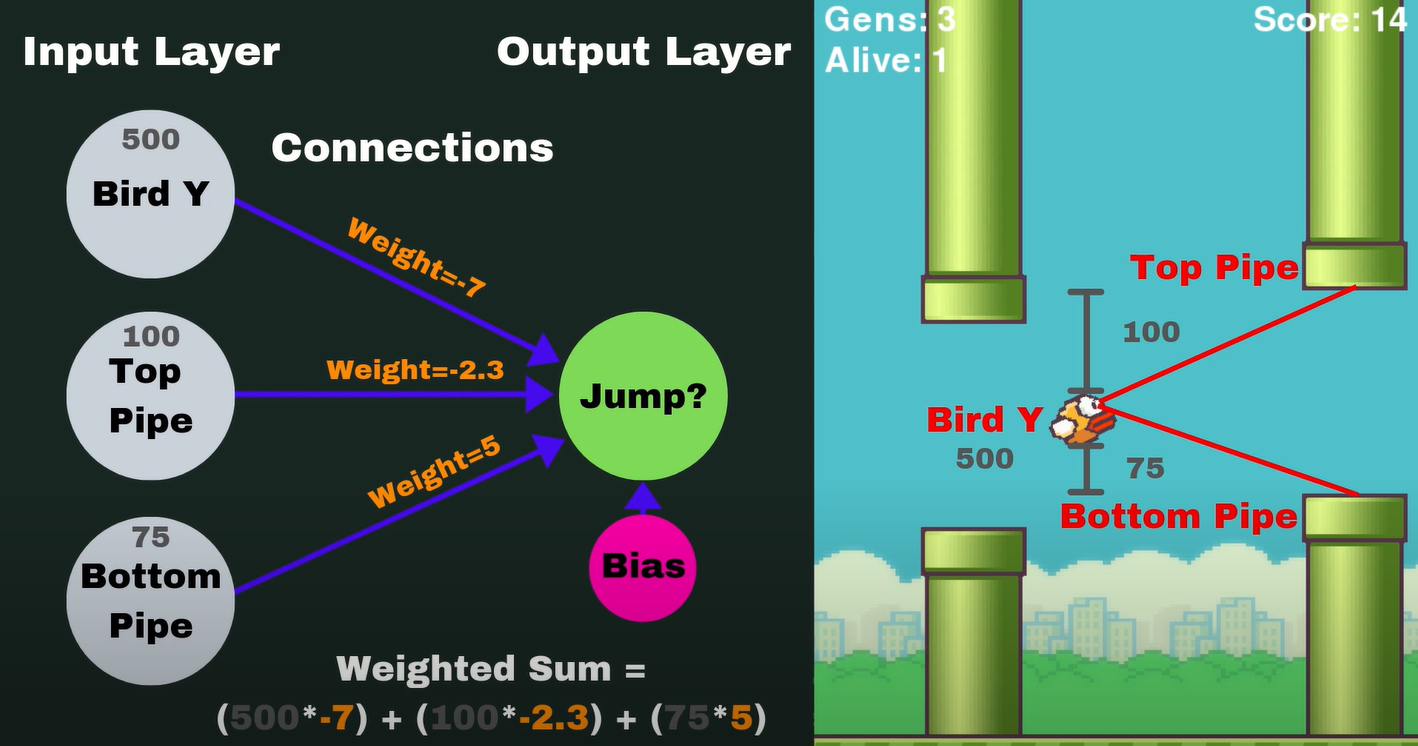 Input Layer
Output Layer
Connections
500
Bird Y
Weight=-7
100
Top
Pipe
Weight=-2.3
Jump?
75
Bottom
Pipe
Weight=5
Bias
Weighted Sum =
(500*-7) + (100*-2.3) + (75*5)
Gens: 3
Score: 14
Alive: 1
Top Pipe
100
Bird Y
500
75
Bottom Pipe